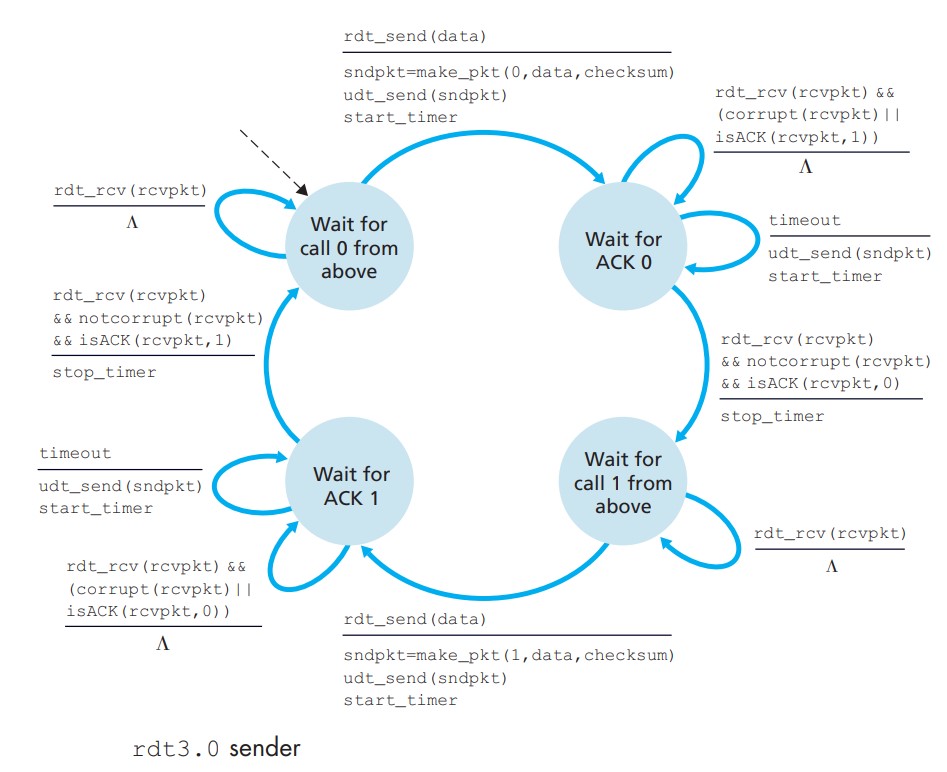 rdt_send(data)
sndpkt=make_pkt(0,data,checksum)
udt_send(sndpkt)
start_timer
rdt_rcv(rcvpkt) &&
(corrupt(rcvpkt)||
isACK(rcvpkt,1))
Λ
rdt_rcv(rcvpkt)
Λ
Wait for
call 0 from
above
Wait for
ACK 0
timeout
udt_send(sndpkt)
start_timer
rdt_rcv(rcvpkt)
&& notcorrupt(rcvpkt)
&& isACK(rcvpkt,1)
stop_timer
rdt_rcv(rcvpkt)
&& notcorrupt(rcvpkt)
&& isACK(rcvpkt,0)
stop_timer
timeout
udt_send(sndpkt)
start_timer
Wait for
ACK 1
Wait for
call 1 from
above
rdt_rcv(rcvpkt)
Λ
rdt_rcv(rcvpkt) &&
(corrupt(rcvpkt)||
isACK(rcvpkt,0))
Λ
rdt_send(data)
sndpkt=make_pkt(1,data,checksum)
udt_send(sndpkt)
start_timer
rdt3.0 sender